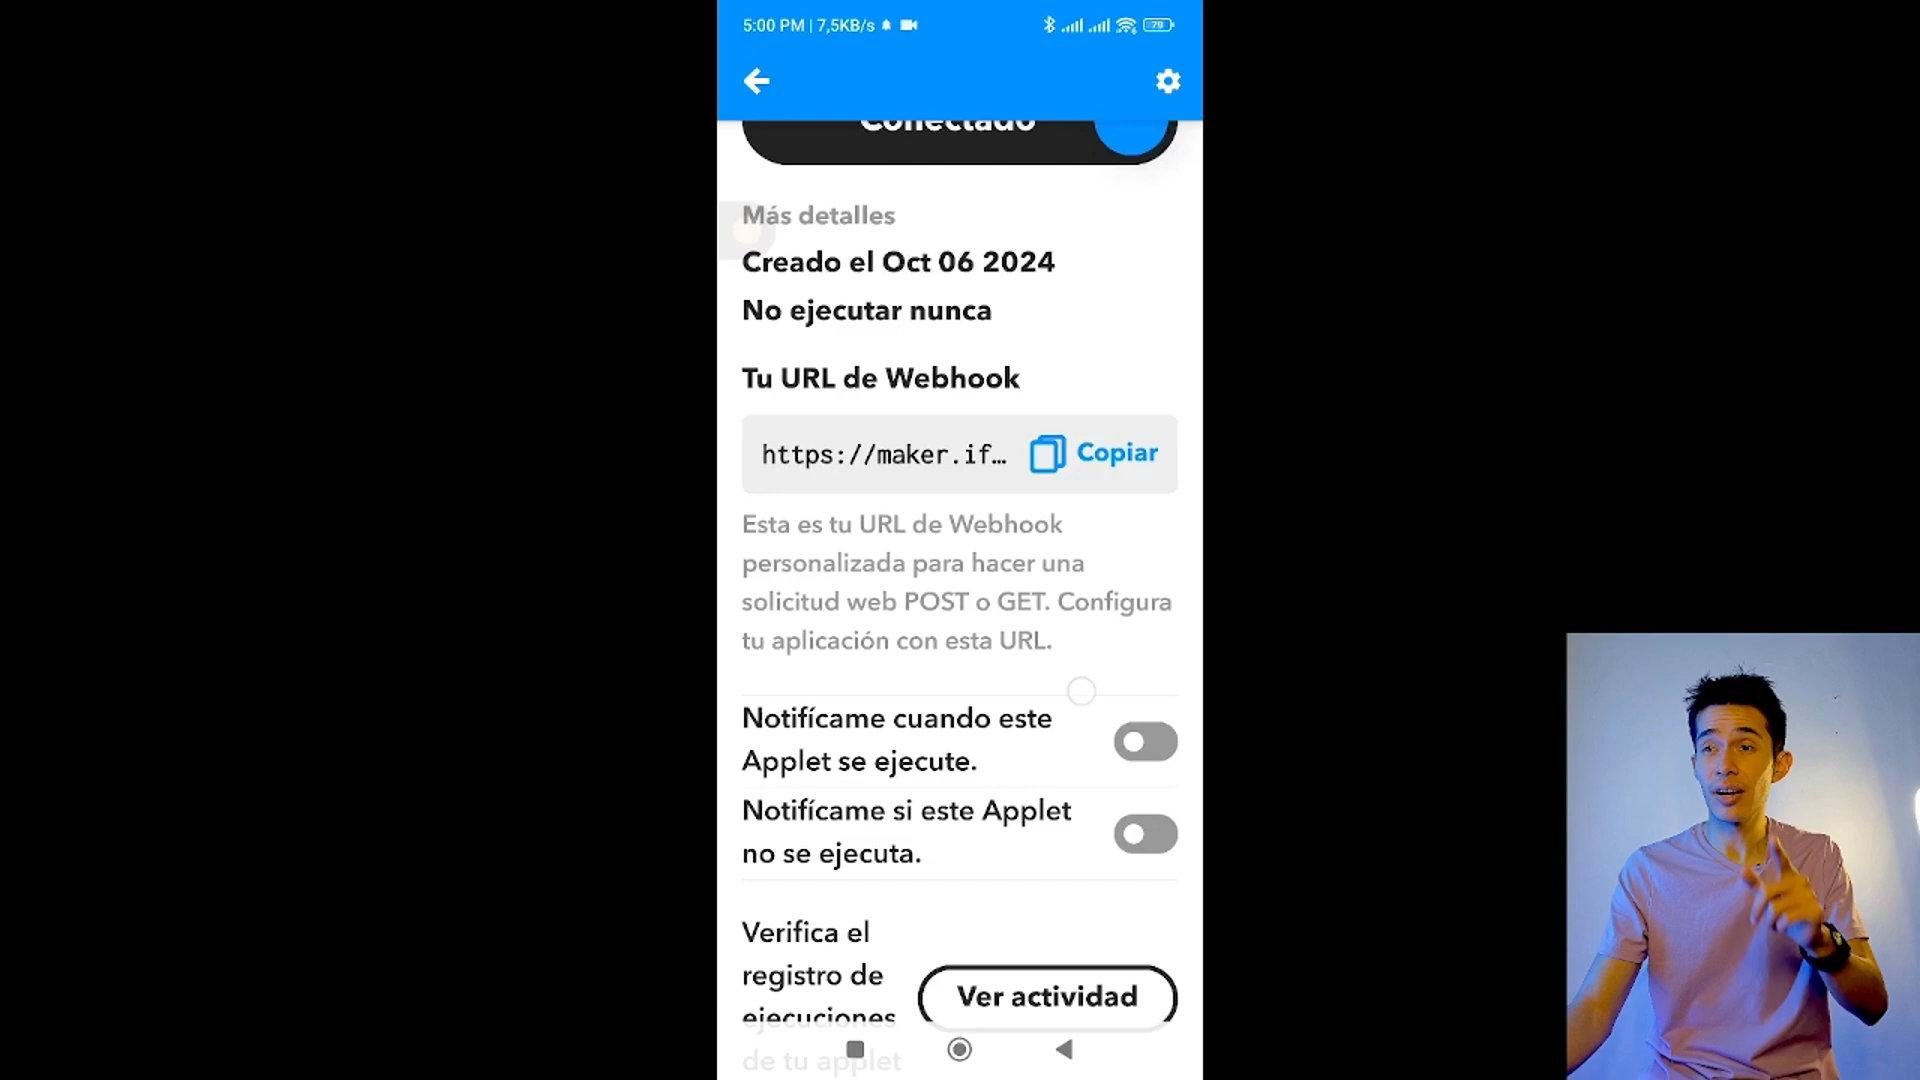 5:00 PM | 7,5KB/s
79
Conectado
Más detalles
Creado el Oct 06 2024
No ejecutar nunca
Tu URL de Webhook
https://maker.if… Copiar
Esta es tu URL de Webhook
personalizada para hacer una
solicitud web POST o GET. Configura
tu aplicación con esta URL.
Notifícame cuando este
Applet se ejecute.
Notifícame si este Applet
no se ejecuta.
Verifica el
registro de
ejecuciones
de tu applet
Ver actividad